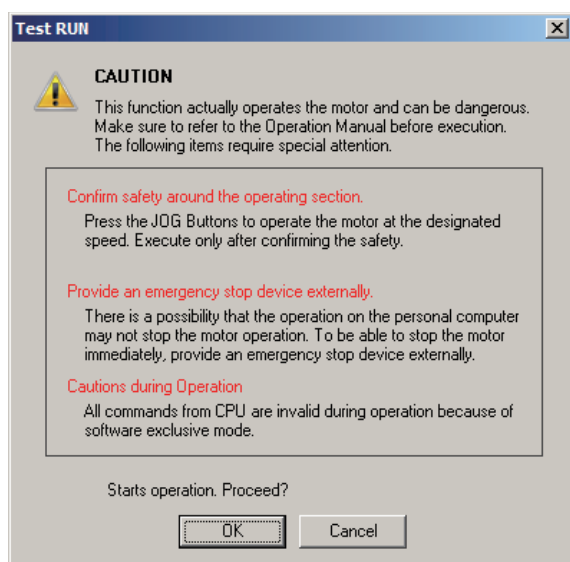 Test RUN
CAUTION
This function actually operates the motor and can be dangerous.
Make sure to refer to the Operation Manual before execution.
The following items require special attention.
Confirm safety around the operating section.
Press the JOG Buttons to operate the motor at the designated
speed. Execute only after confirming the safety.
Provide an emergency stop device externally.
There is a possibility that the operation on the personal computer
may not stop the motor operation. To be able to stop the motor
immediately, provide an emergency stop device externally.
Cautions during Operation
All commands from CPU are invalid during operation because of
software exclusive mode.
Starts operation. Proceed?
OK
Cancel